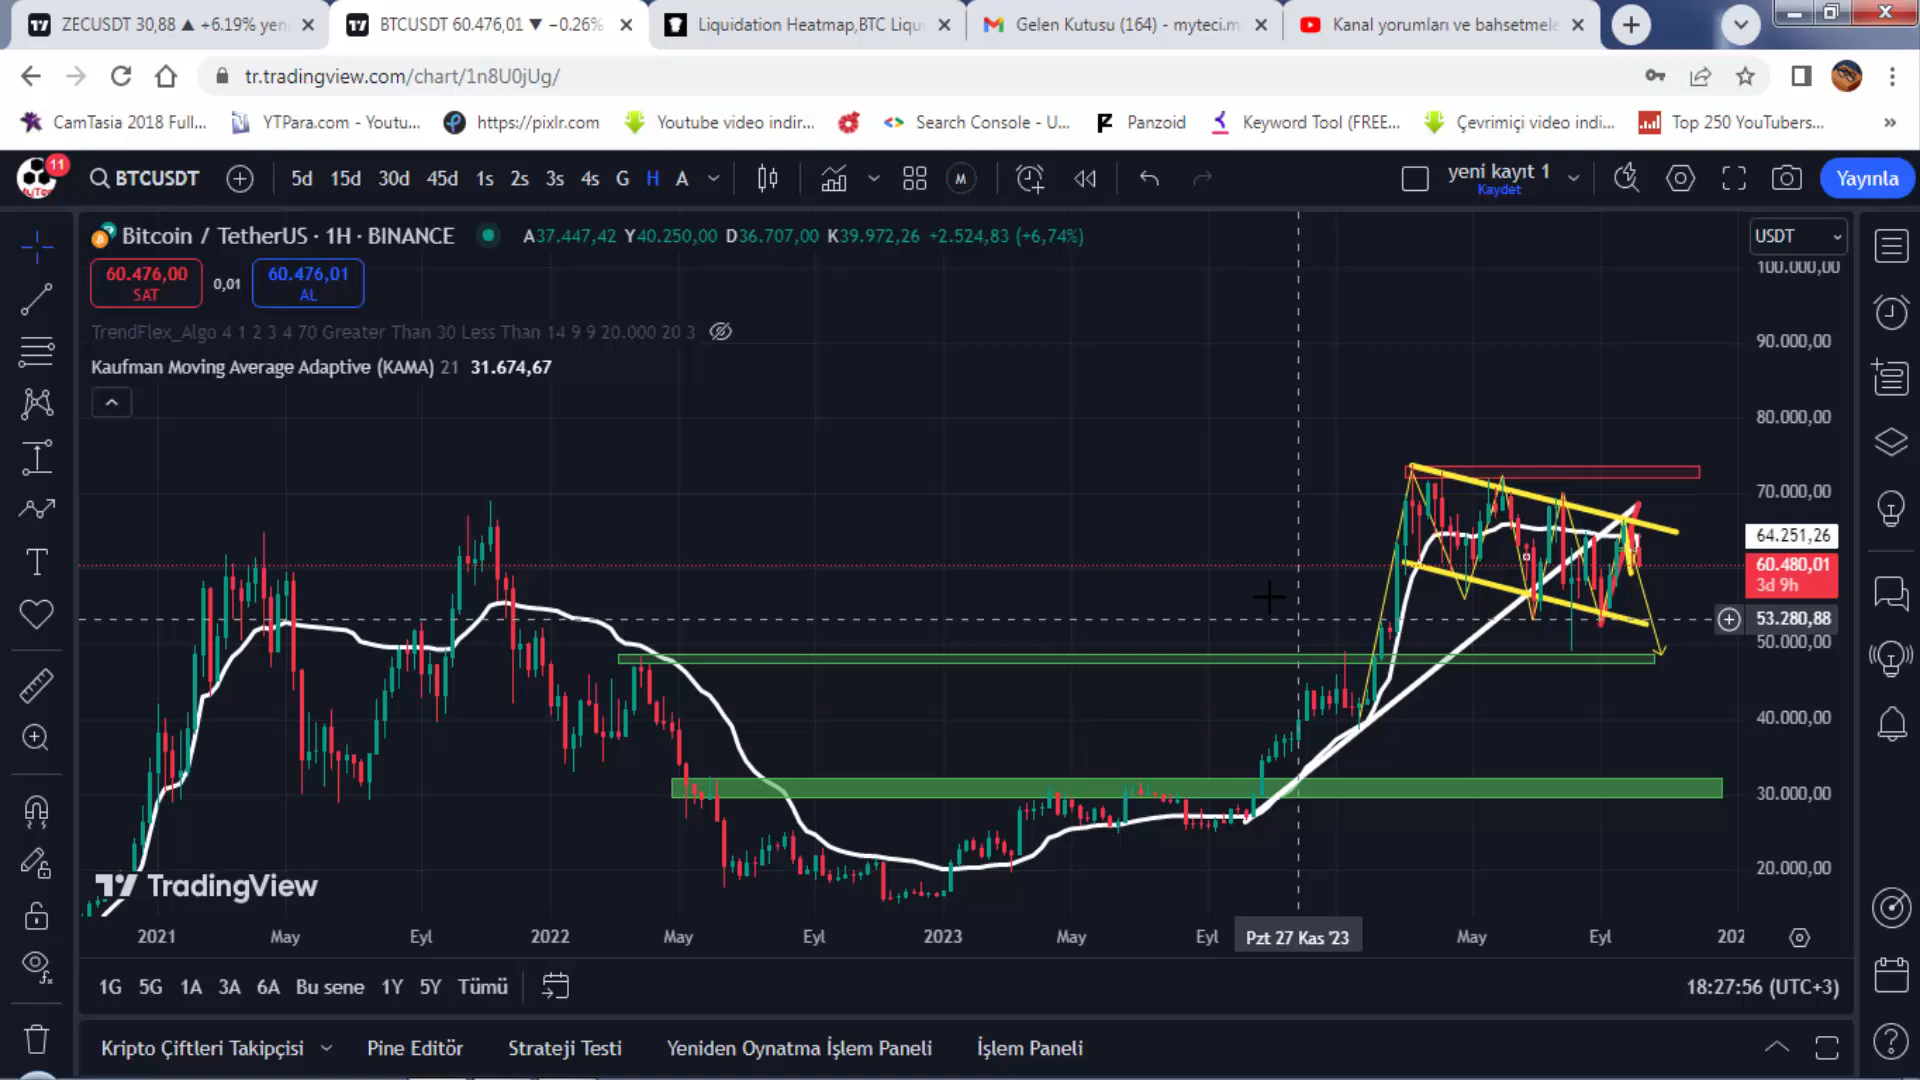 ZECUSDT 30,88 ▲ +6.19% yen
BTCUSDT 60.476,01 ▼ −0.26%
Liquidation Heatmap,BTC Liqu
Gelen Kutusu (164) - myteci.m
Kanal yorumları ve bahsetmele
tr.tradingview.com/chart/1n8U0jUg/
CamTasia 2018 Full...
YTPara.com - Youtu...
https://pixlr.com
Youtube video indir...
Search Console - U...
Panzoid
Keyword Tool (FREE...
Çevrimiçi video indi...
Top 250 YouTubers...
»
11
BTCUSDT
5d 15d 30d 45d 1s 2s 3s 4s G H A
M
yeni kayıt 1
Kaydet
Yayınla
Bitcoin / TetherUS · 1H · BINANCE
A37.447,42 Y40.250,00 D36.707,00 K39.972,26 +2.524,83 (+6,74%)
USDT
60.476,00
SAT
0,01
60.476,01
AL
TrendFlex_Algo 4 1 2 3 4 70 Greater Than 30 Less Than 14 9 9 20.000 20 3
Kaufman Moving Average Adaptive (KAMA) 21 31.674,67
100.000,00
90.000,00
80.000,00
70.000,00
64.251,26
60.480,01
3d 9h
53.280,88
50.000,00
40.000,00
30.000,00
20.000,00
TradingView
2021 May Eyl 2022 May Eyl 2023 May Eyl Pzt 27 Kas '23 May Eyl 202
1G 5G 1A 3A 6A Bu sene 1Y 5Y Tümü
18:27:56 (UTC+3)
Kripto Çiftleri Takipçisi
Pine Editör
Strateji Testi
Yeniden Oynatma İşlem Paneli
İşlem Paneli